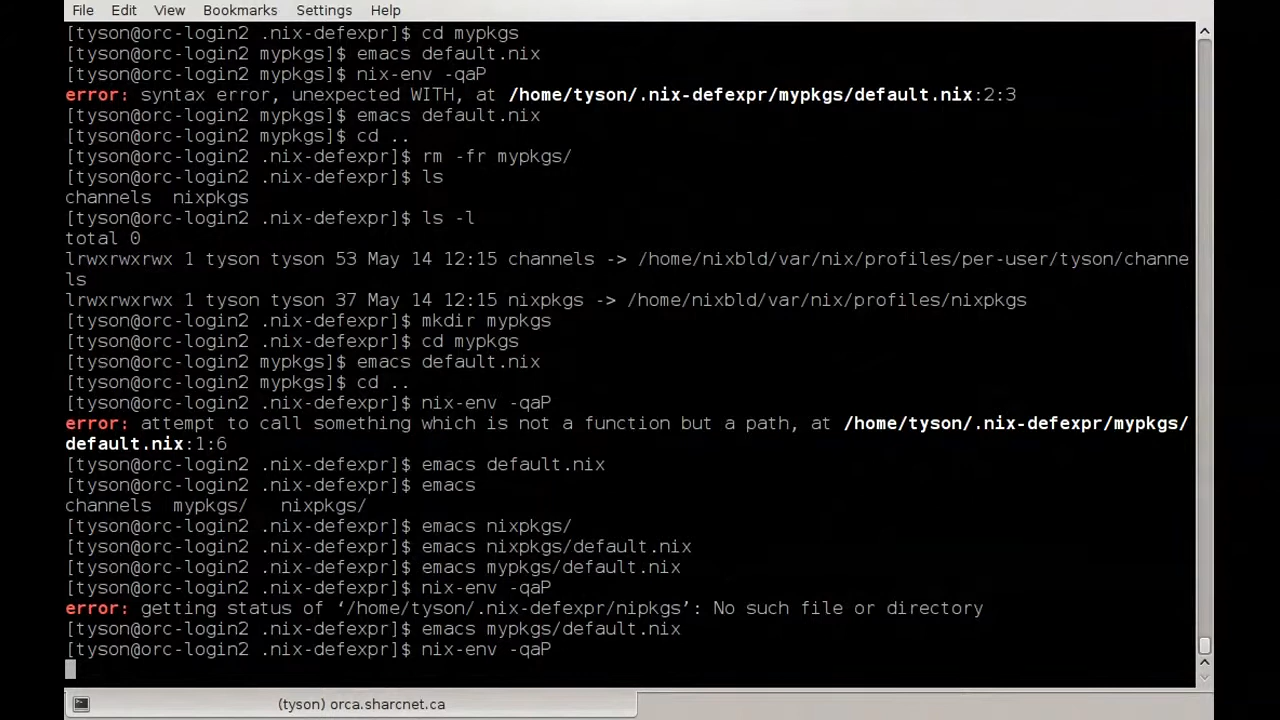 File Edit View Bookmarks Settings Help
[tyson@orc-login2 .nix-defexpr]$ cd mypkgs
[tyson@orc-login2 mypkgs]$ emacs default.nix
[tyson@orc-login2 mypkgs]$ nix-env -qaP
error: syntax error, unexpected WITH, at /home/tyson/.nix-defexpr/mypkgs/default.nix:2:3
[tyson@orc-login2 mypkgs]$ emacs default.nix
[tyson@orc-login2 mypkgs]$ cd ..
[tyson@orc-login2 .nix-defexpr]$ rm -fr mypkgs/
[tyson@orc-login2 .nix-defexpr]$ ls
channels  nixpkgs
[tyson@orc-login2 .nix-defexpr]$ ls -l
total 0
lrwxrwxrwx 1 tyson tyson 53 May 14 12:15 channels -> /home/nixbld/var/nix/profiles/per-user/tyson/channe
ls
lrwxrwxrwx 1 tyson tyson 37 May 14 12:15 nixpkgs -> /home/nixbld/var/nix/profiles/nixpkgs
[tyson@orc-login2 .nix-defexpr]$ mkdir mypkgs
[tyson@orc-login2 .nix-defexpr]$ cd mypkgs
[tyson@orc-login2 mypkgs]$ emacs default.nix
[tyson@orc-login2 mypkgs]$ cd ..
[tyson@orc-login2 .nix-defexpr]$ nix-env -qaP
error: attempt to call something which is not a function but a path, at /home/tyson/.nix-defexpr/mypkgs/
default.nix:1:6
[tyson@orc-login2 .nix-defexpr]$ emacs default.nix
[tyson@orc-login2 .nix-defexpr]$ emacs
channels  mypkgs/   nixpkgs/
[tyson@orc-login2 .nix-defexpr]$ emacs nixpkgs/
[tyson@orc-login2 .nix-defexpr]$ emacs nixpkgs/default.nix
[tyson@orc-login2 .nix-defexpr]$ emacs mypkgs/default.nix
[tyson@orc-login2 .nix-defexpr]$ nix-env -qaP
error: getting status of ‘/home/tyson/.nix-defexpr/nipkgs’: No such file or directory
[tyson@orc-login2 .nix-defexpr]$ emacs mypkgs/default.nix
[tyson@orc-login2 .nix-defexpr]$ nix-env -qaP
(tyson) orca.sharcnet.ca